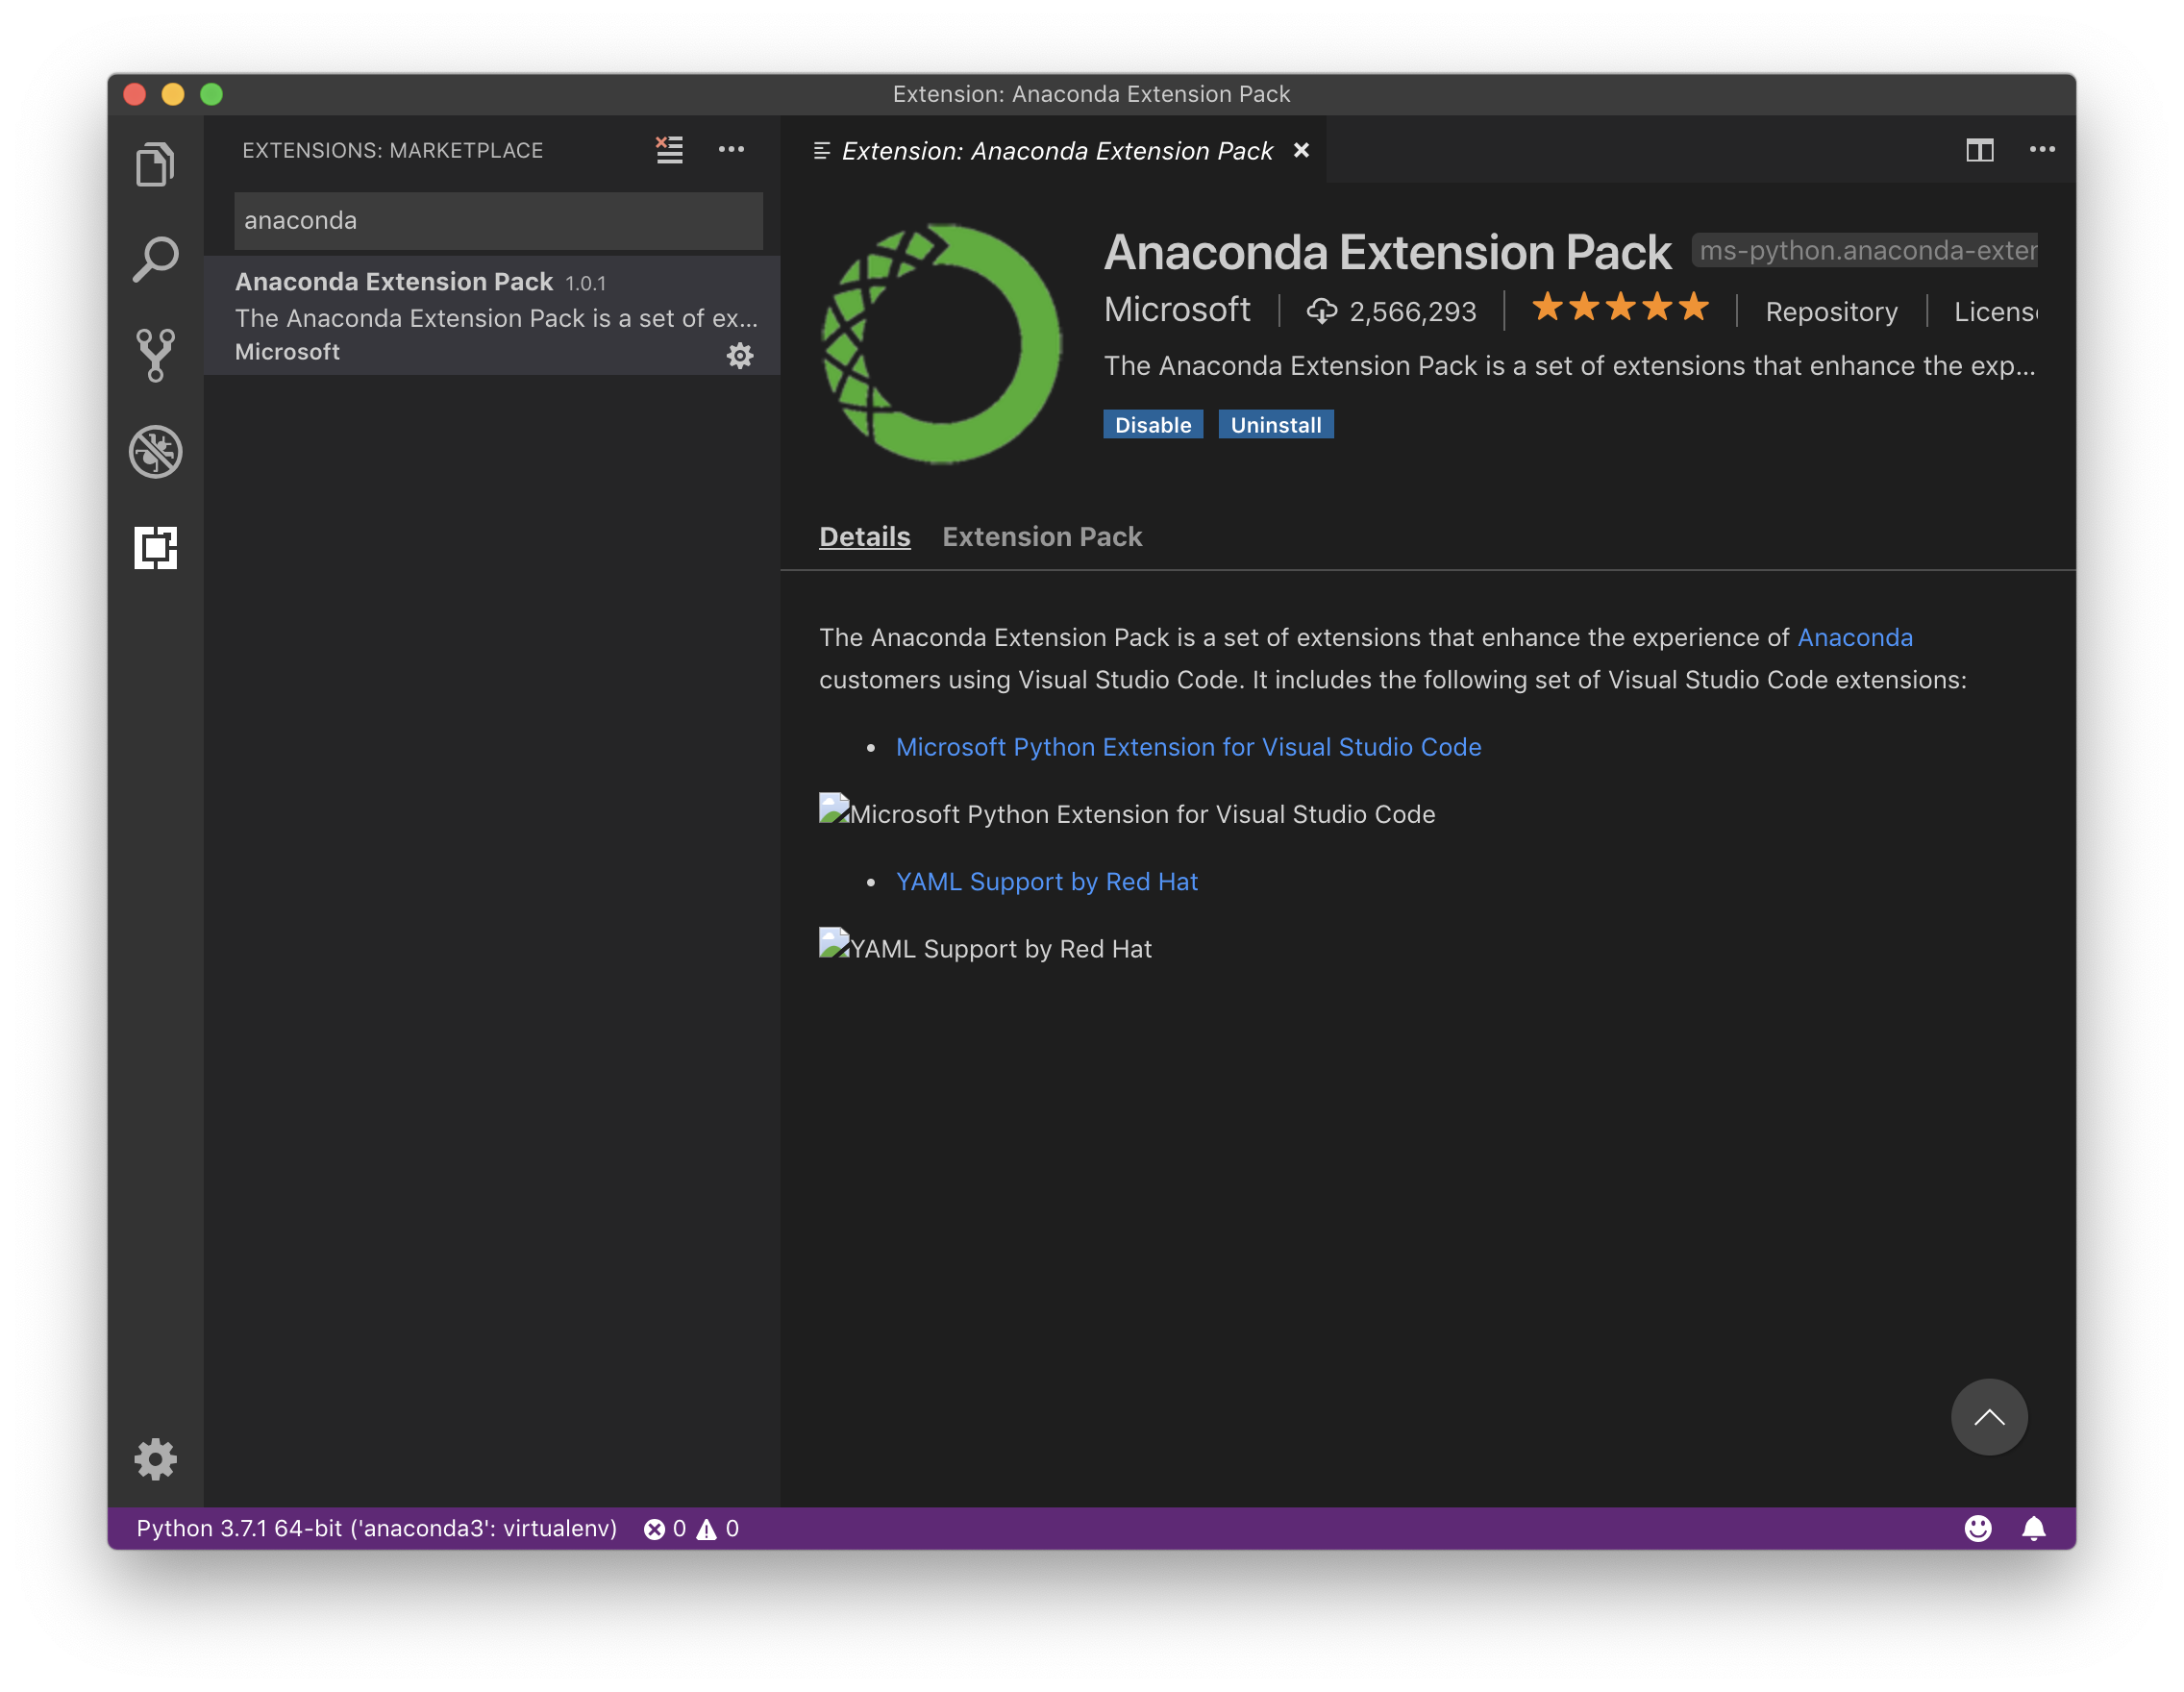 Extension: Anaconda Extension Pack
EXTENSIONS: MARKETPLACE
anaconda
Anaconda Extension Pack 1.0.1
The Anaconda Extension Pack is a set of ex...
Microsoft
Extension: Anaconda Extension Pack
Anaconda Extension Pack ms-python.anaconda-exter
Microsoft 2,566,293 Repository Licens
The Anaconda Extension Pack is a set of extensions that enhance the exp...
Disable Uninstall
Details Extension Pack
The Anaconda Extension Pack is a set of extensions that enhance the experience of Anaconda
customers using Visual Studio Code. It includes the following set of Visual Studio Code extensions:
• Microsoft Python Extension for Visual Studio Code
Microsoft Python Extension for Visual Studio Code
• YAML Support by Red Hat
YAML Support by Red Hat
Python 3.7.1 64-bit ('anaconda3': virtualenv) 0 0